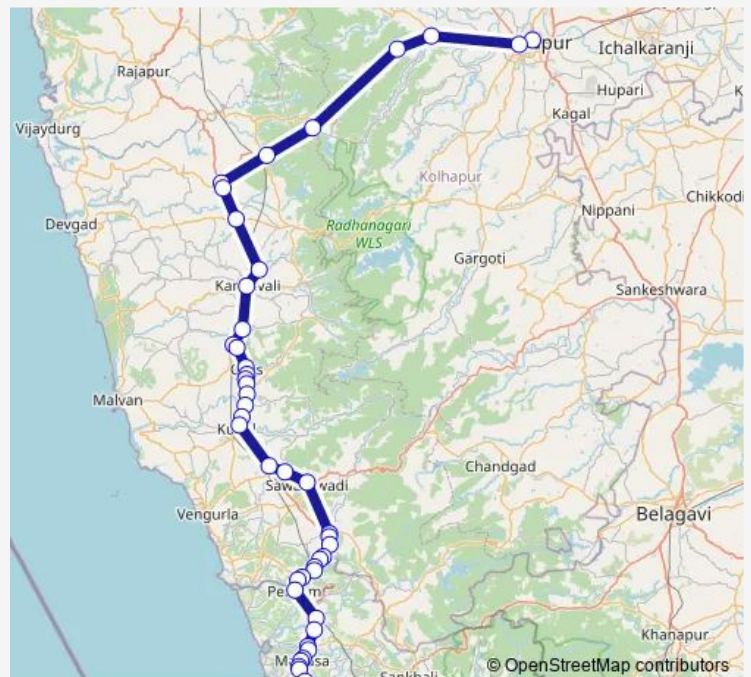 Ichalkaranji
Rajapur
Hupari
Kagal
Vijaydurg
Kolhapur
Chikkodi
Nippani
Devgad
Radhanagari
WLS
Gargoti
Sankeshwara
Malvan
Chandgad
Vengurla
Belagavi
Khanapur
© OpenStreetMap contributors